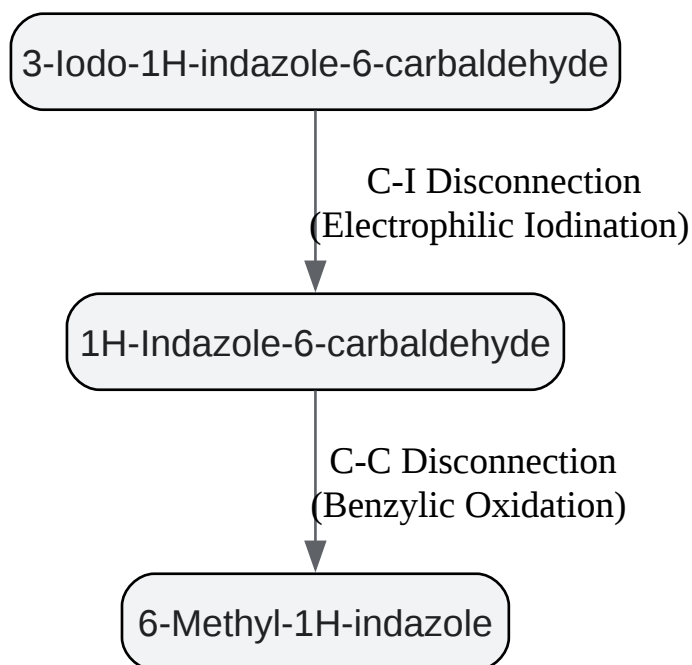 3-Iodo-1H-indazole-6-carbaldehyde
C-I Disconnection
(Electrophilic Iodination)
1H-Indazole-6-carbaldehyde
C-C Disconnection
(Benzylic Oxidation)
6-Methyl-1H-indazole